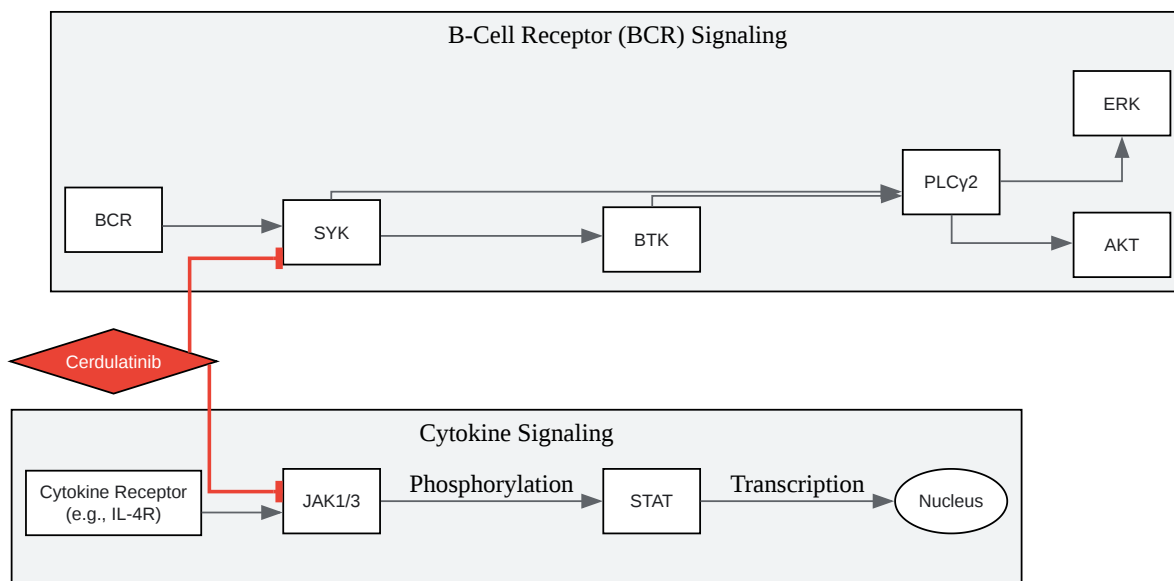 B-Cell Receptor (BCR) Signaling
ERK
PLCγ2
BCR
SYK
BTK
AKT
Cerdulatinib
Cytokine Signaling
Cytokine Receptor
(e.g., IL-4R)
JAK1/3
Phosphorylation
STAT
Transcription
Nucleus